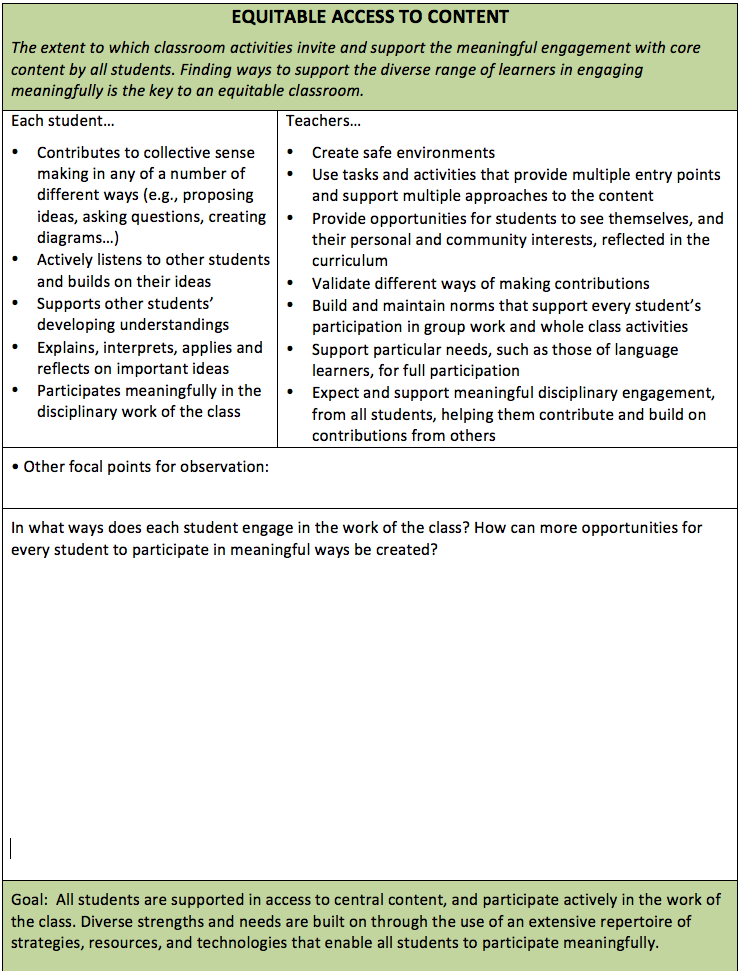 EQUITABLE ACCESS TO CONTENT
The extent to which classroom activities invite and support the meaningful engagement with core
content by all students. Finding ways to support the diverse range of learners in engaging
meaningfully is the key to an equitable classroom.
Each student…
• Contributes to collective sense
making in any of a number of
different ways (e.g., proposing
ideas, asking questions, creating
diagrams…)
• Actively listens to other students
and builds on their ideas
• Supports other students’
developing understandings
• Explains, interprets, applies and
reflects on important ideas
• Participates meaningfully in the
disciplinary work of the class
Teachers…
• Create safe environments
• Use tasks and activities that provide multiple entry points
and support multiple approaches to the content
• Provide opportunities for students to see themselves, and
their personal and community interests, reflected in the
curriculum
• Validate different ways of making contributions
• Build and maintain norms that support every student’s
participation in group work and whole class activities
• Support particular needs, such as those of language
learners, for full participation
• Expect and support meaningful disciplinary engagement,
from all students, helping them contribute and build on
contributions from others
• Other focal points for observation:
In what ways does each student engage in the work of the class? How can more opportunities for
every student to participate in meaningful ways be created?
Goal:  All students are supported in access to central content, and participate actively in the work of
the class. Diverse strengths and needs are built on through the use of an extensive repertoire of
strategies, resources, and technologies that enable all students to participate meaningfully.